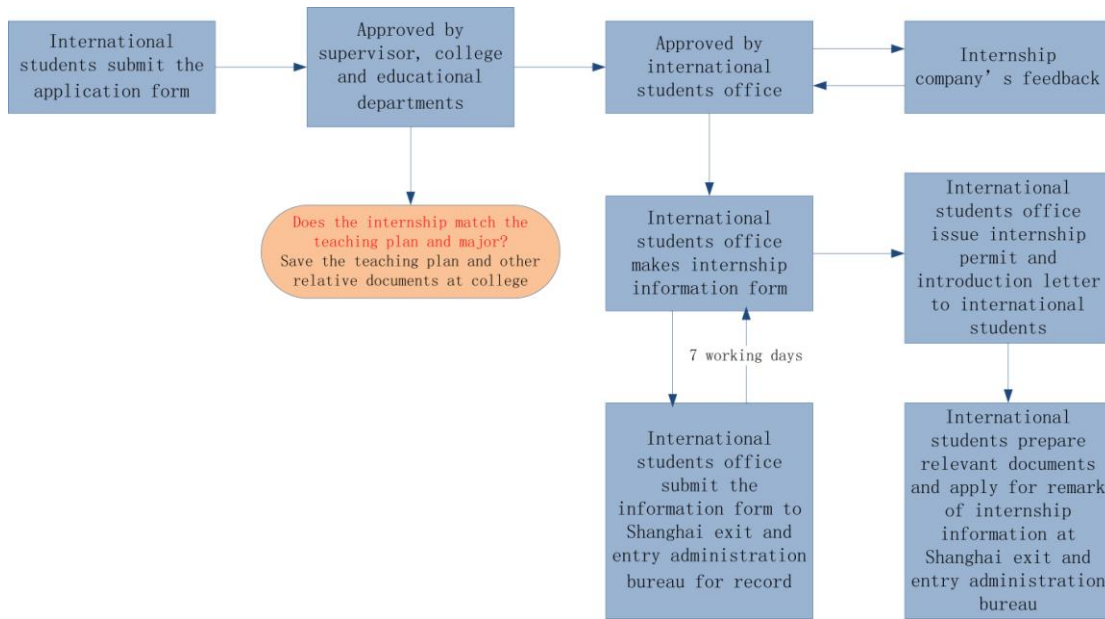 International
students submit the
application form
Approved by
supervisor, college
and educational
departments
Approved by
international
students office
Internship
company’s feedback
Does the internship match the
teaching plan and major?
Save the teaching plan and other
relative documents at college
International
students office
makes internship
information form
International
students office
issue internship
permit and
introduction letter
to international
students
7 working days
International
students office
submit the
information form to
Shanghai exit and
entry administration
bureau for record
International
students prepare
relevant documents
and apply for remark
of internship
information at
Shanghai exit and
entry administration
bureau